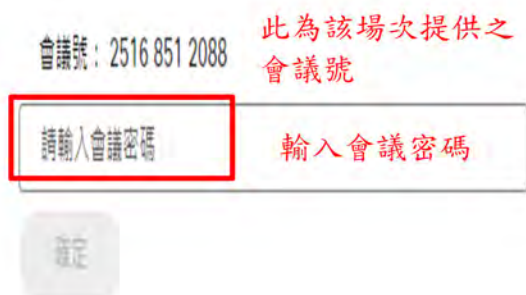 會議號： 2516 851 2088
此為該場次提供之
會議號
請輸入會議密碼
輸入會議密碼
確定